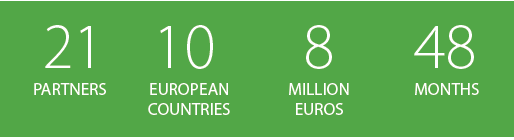 21 10 8 48
PARTNERS EUROPEAN MILLION MONTHS
COUNTRIES EUROS